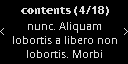 contents (4/18)
nunc. Aliquam
lobortis a libero non
lobortis. Morbi